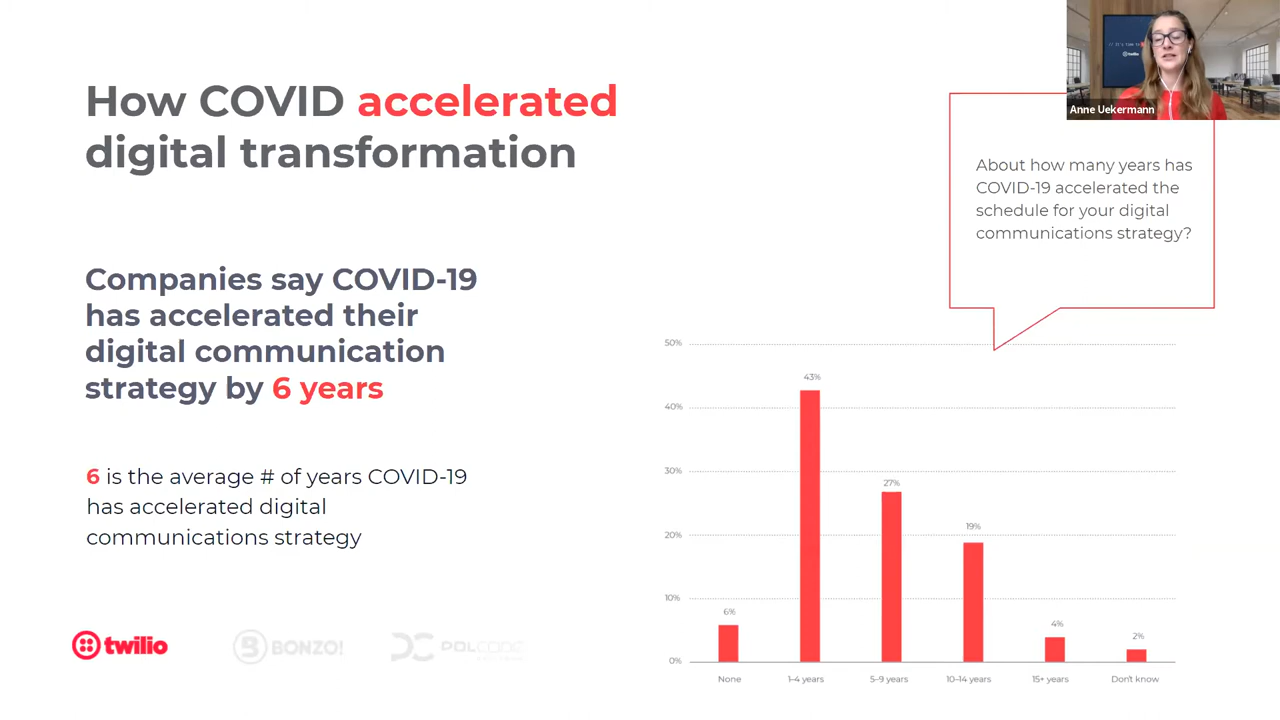 How COVID accelerated
digital transformation
Anne Uekermann
twilio
About how many years has
COVID-19 accelerated the
schedule for your digital
communications strategy?
Companies say COVID-19
has accelerated their
digital communication
strategy by 6 years
6 is the average # of years COVID-19
has accelerated digital
communications strategy
50%
40%
30%
20%
10%
0%
43%
27%
19%
6%
4%
2%
None
1-4 years
5-9 years
10-14 years
15+ years
Don't know
twilio
BONZO!
POLCODE